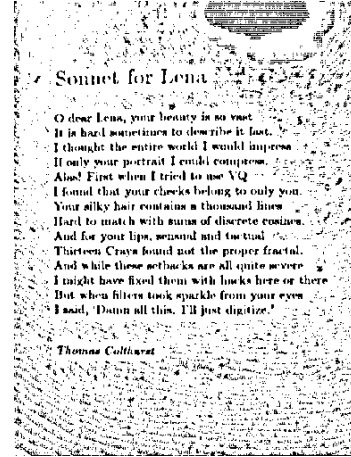 Sonnet for Lena
O dear Lena, your beauty is so vast
It is hard sometimes to describe it fast.
I thought the entire world I would impress
If only your portrait I could compress.
Alas! First when I tried to use VQ
I found that your cheeks belong to only you.
Your silky hair contains a thousand lines
Hard to match with sums of discrete cosines.
And for your lips, sensual and tactual
Thirteen Crays found not the proper fractal.
And while these setbacks are all quite severe
I might have fixed them with hacks here or there
But when filters took sparkle from your eyes
I said, 'Damn all this. I'll just digitize.'
Thomas Colthurst